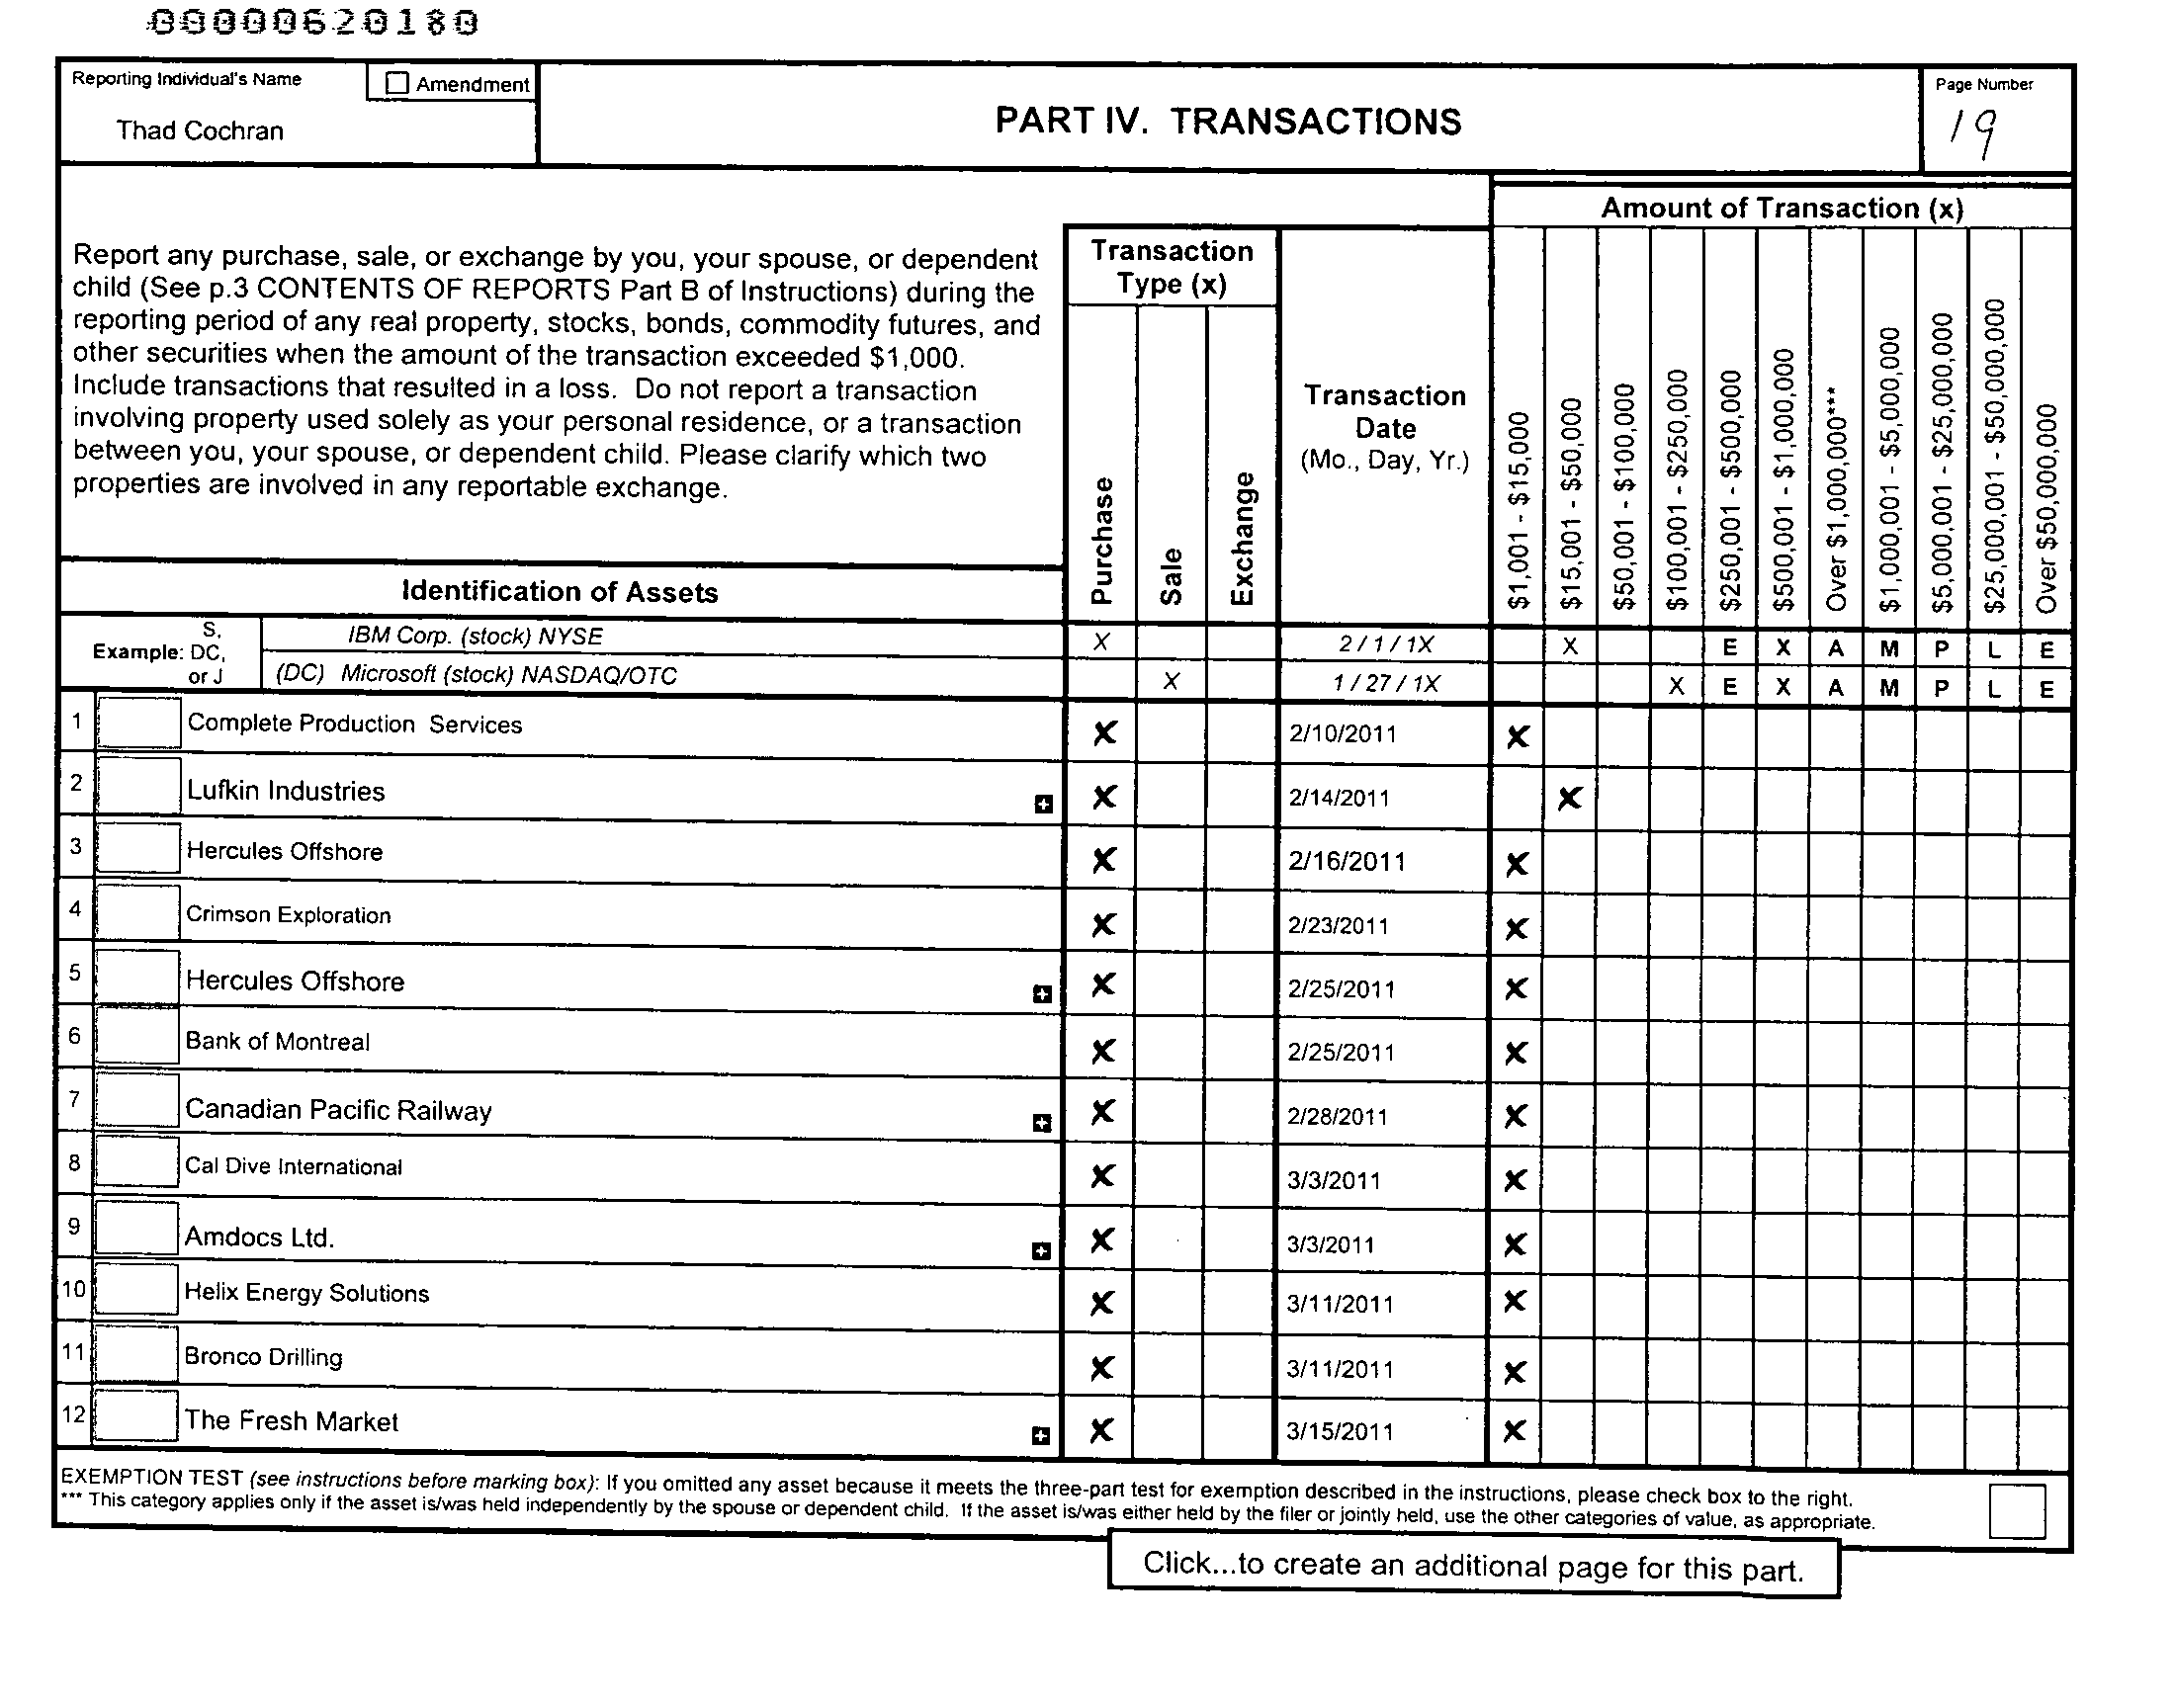 00000620180
Reporting Individual's Name
☐ Amendment
Thad Cochran
PART IV. TRANSACTIONS
Page Number
19
Report any purchase, sale, or exchange by you, your spouse, or dependent
child (See p.3 CONTENTS OF REPORTS Part B of Instructions) during the
reporting period of any real property, stocks, bonds, commodity futures, and
other securities when the amount of the transaction exceeded $1,000.
Include transactions that resulted in a loss. Do not report a transaction
involving property used solely as your personal residence, or a transaction
between you, your spouse, or dependent child. Please clarify which two
properties are involved in any reportable exchange.
Identification of Assets
Transaction
Type (x)
Purchase
Sale
Exchange
Transaction
Date
(Mo., Day, Yr.)
Amount of Transaction (x)
$1,001 - $15,000
$15,001 - $50,000
$50,001 - $100,000
$100,001 - $250,000
$250,001 - $500,000
$500,001 - $1,000,000
Over $1,000,000***
$1,000,001 - $5,000,000
$5,000,001 - $25,000,000
$25,000,001 - $50,000,000
Over $50,000,000
Example: S, DC, or J
IBM Corp. (stock) NYSE X 2 / 1 / 1X X E X A M P L E
(DC) Microsoft (stock) NASDAQ/OTC X 1 / 27 / 1X X E X A M P L E
1 Complete Production Services X 2/10/2011 X
2 Lufkin Industries + X 2/14/2011 X
3 Hercules Offshore X 2/16/2011 X
4 Crimson Exploration X 2/23/2011 X
5 Hercules Offshore + X 2/25/2011 X
6 Bank of Montreal X 2/25/2011 X
7 Canadian Pacific Railway + X 2/28/2011 X
8 Cal Dive International X 3/3/2011 X
9 Amdocs Ltd. + X 3/3/2011 X
10 Helix Energy Solutions X 3/11/2011 X
11 Bronco Drilling X 3/11/2011 X
12 The Fresh Market + X 3/15/2011 X
EXEMPTION TEST (see instructions before marking box): If you omitted any asset because it meets the three-part test for exemption described in the instructions, please check box to the right.
*** This category applies only if the asset is/was held independently by the spouse or dependent child. If the asset is/was either held by the filer or jointly held, use the other categories of value, as appropriate.
Click...to create an additional page for this part.